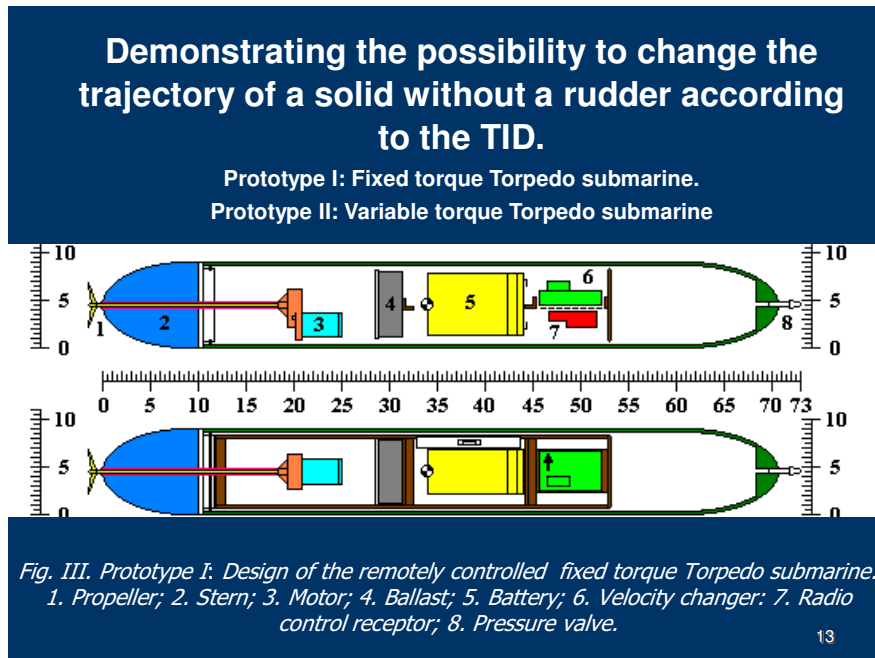 Demonstrating the possibility to change the
trajectory of a solid without a rudder according
to the TID.
Prototype I: Fixed torque Torpedo submarine.
Prototype II: Variable torque Torpedo submarine
10 10
6
5 4 5 5
1 2 3 7 8
0 0
0 5 10 15 20 25 30 35 40 45 50 55 60 65 70 73
10 10
5 5
0 0
Fig. III. Prototype I: Design of the remotely controlled fixed torque Torpedo submarine.
1. Propeller; 2. Stern; 3. Motor; 4. Ballast; 5. Battery; 6. Velocity changer: 7. Radio
control receptor; 8. Pressure valve.
13